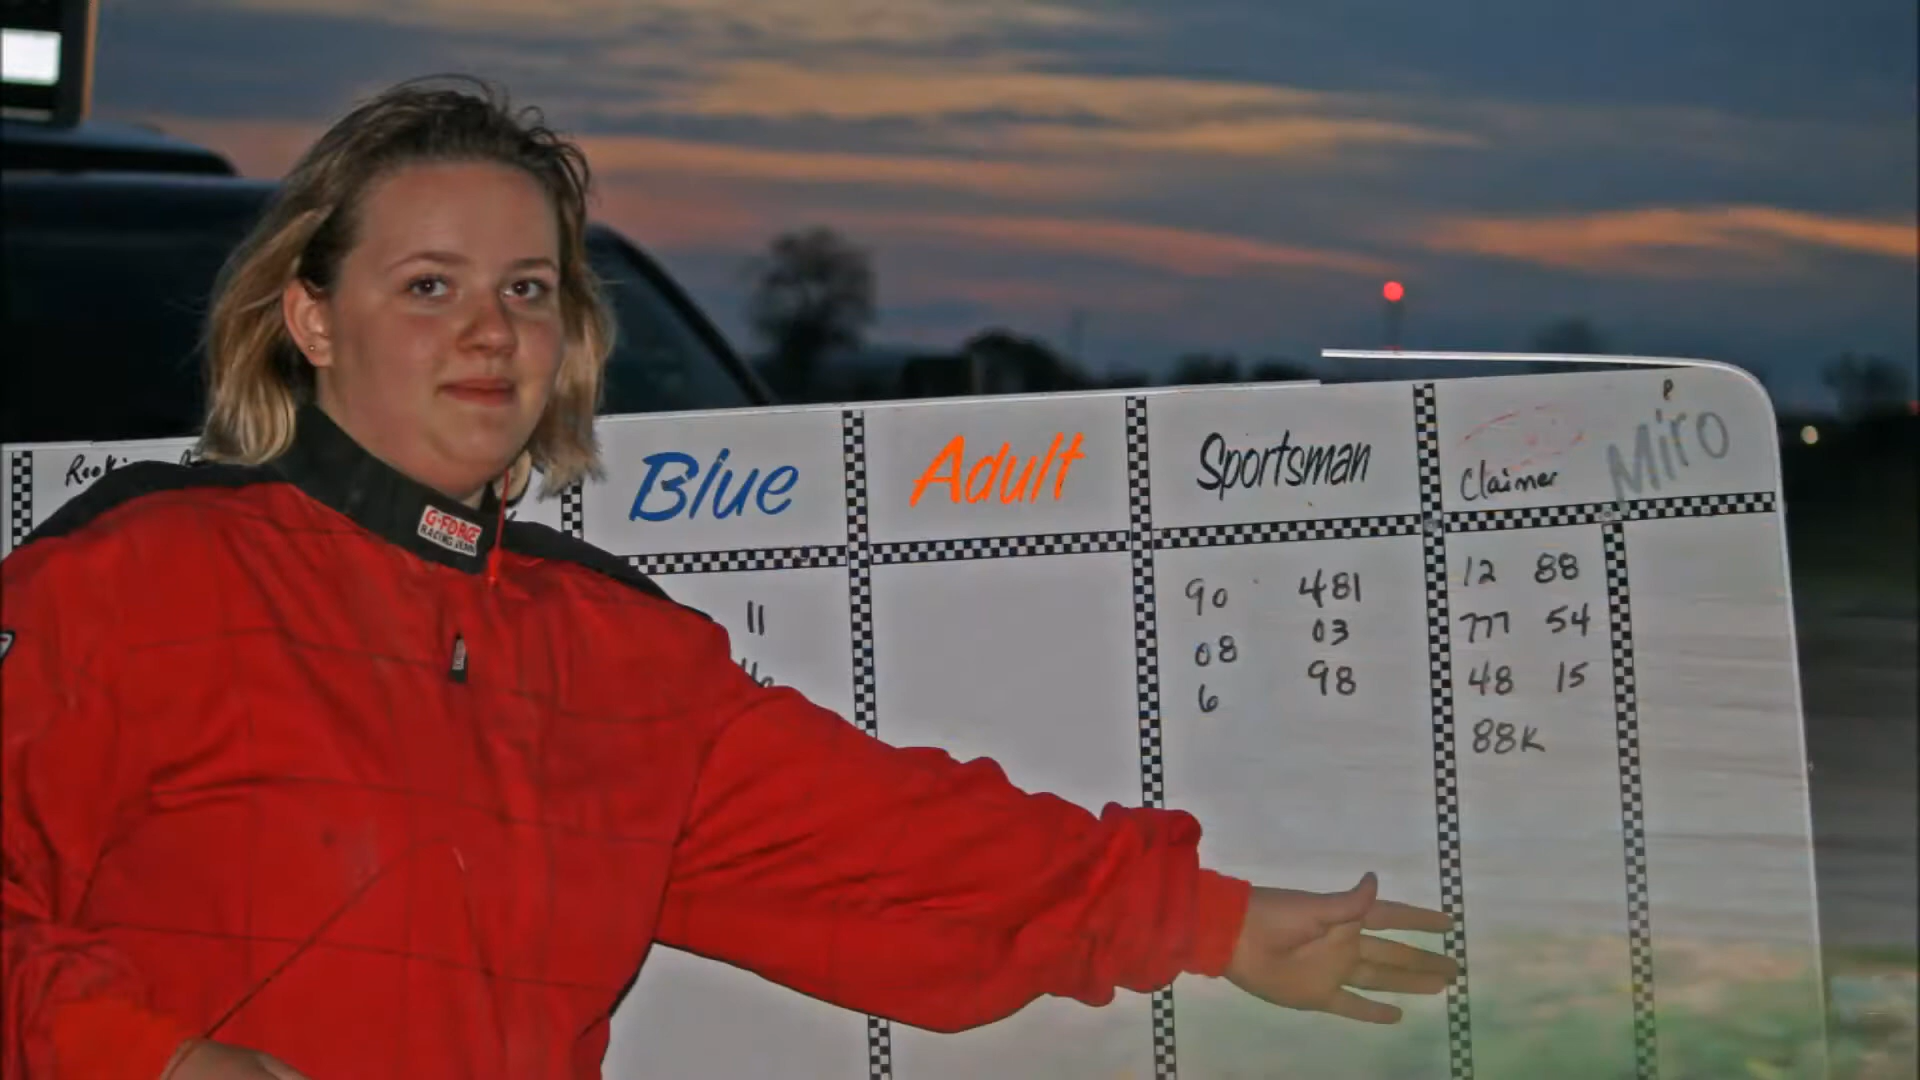 Blue
Adult
Sportsman
Claimer
Miro
G-FORCE
RACING GEAR
11
90 481
08 03
6 98
12 88
777 54
48 15
88K